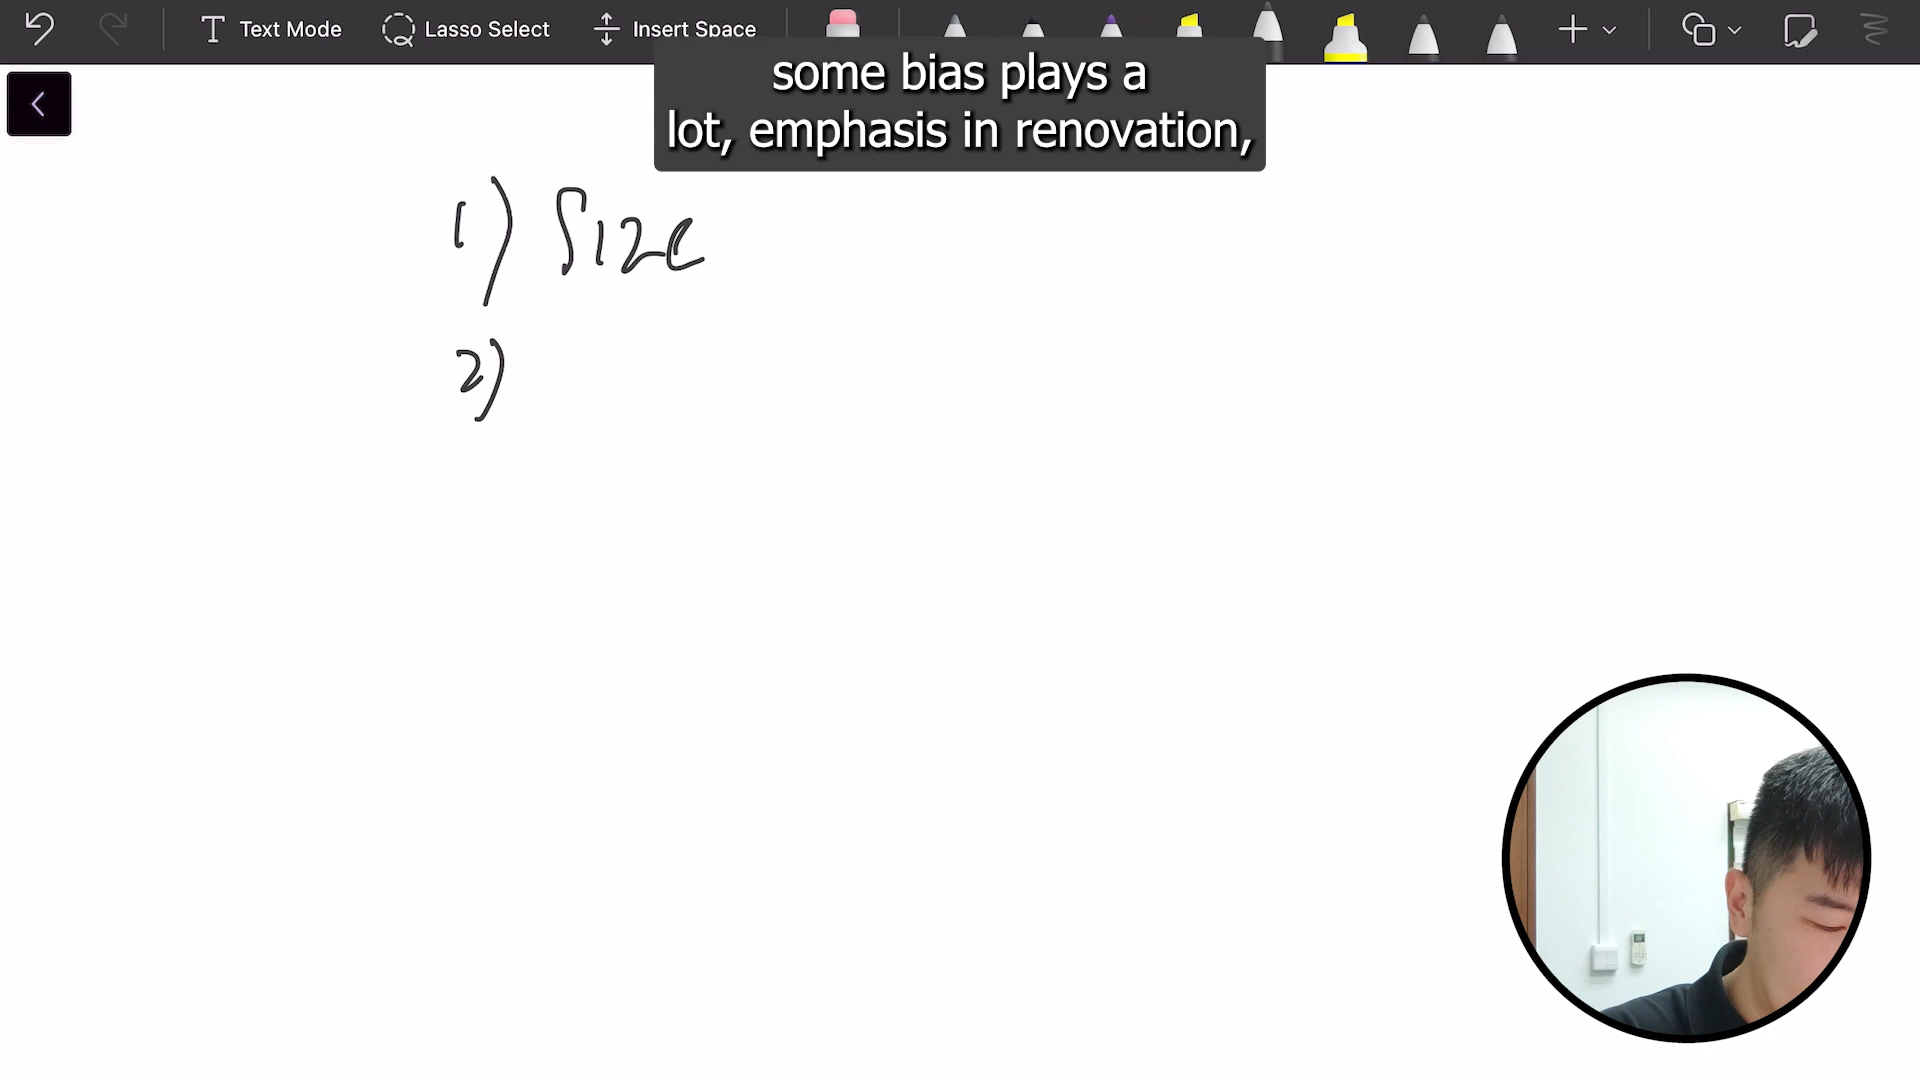 Text Mode Lasso Select Insert Space
some bias plays a
lot, emphasis in renovation,
1) Size
2)